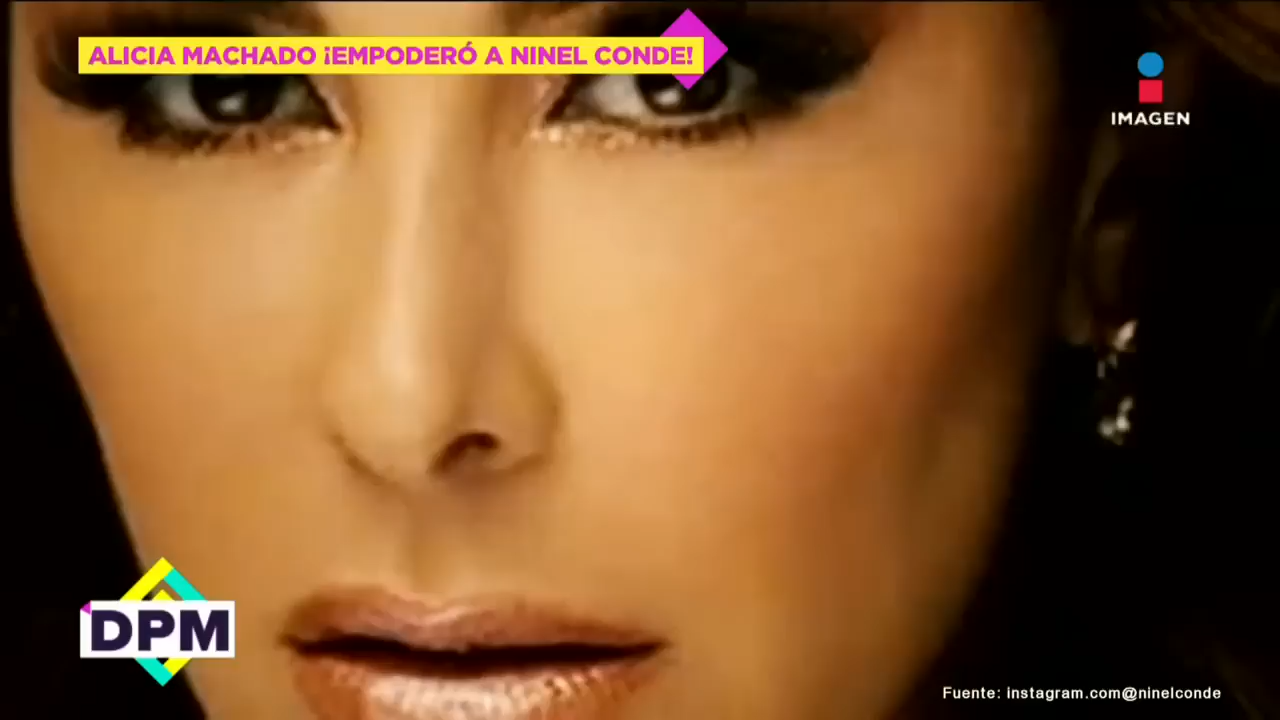 ALICIA MACHADO ¡EMPODERÓ A NINEL CONDE!
IMAGEN
DPM
Fuente: instagram.com@ninelconde